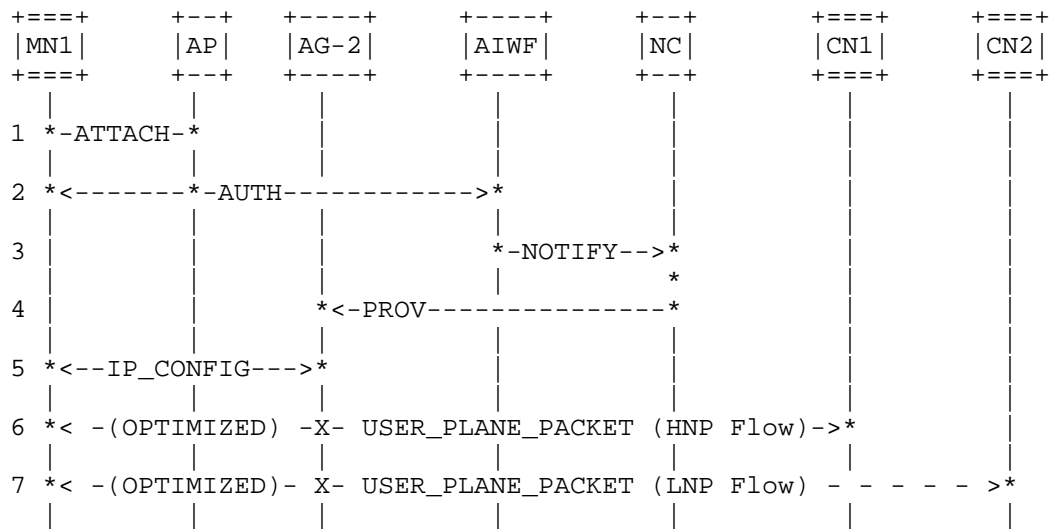 +===+       +--+   +----+       +----+        +--+         +===+       +===+
|MN1|       |AP|   |AG-2|       |AIWF|        |NC|         |CN1|       |CN2|
+===+       +--+   +----+       +----+        +--+         +===+       +===+
  |           |         |             |             |             |           |
1 *-ATTACH-*         |             |             |             |           |
  |           |         |             |             |             |           |
2 *<-------*-AUTH------------>*             |             |           |
  |           |         |             |             |             |           |
3 |           |         |             *-NOTIFY-->*             |           |
  |           |         |             |             *             |           |
4 |           |         *<-PROV---------------*             |           |
  |           |         |             |             |             |           |
5 *<--IP_CONFIG--->*             |             |             |           |
  |           |         |             |             |             |           |
6 *< -(OPTIMIZED) -X- USER_PLANE_PACKET (HNP Flow)->*           |
  |           |         |             |             |             |           |
7 *< -(OPTIMIZED)- X- USER_PLANE_PACKET (LNP Flow) - - - - - >*
  |           |         |             |             |             |           |